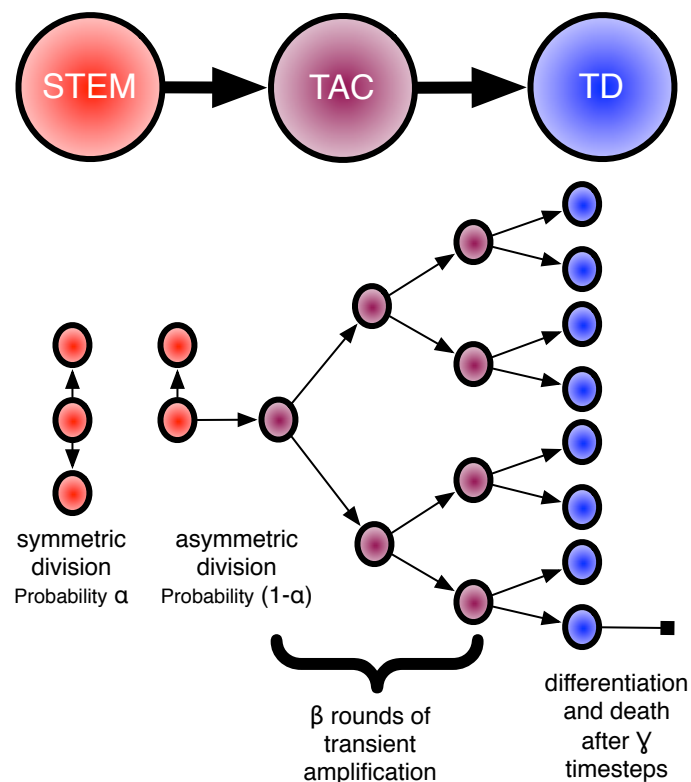 STEM
TAC
TD
symmetric
division
Probability α
asymmetric
division
Probability (1-α)
β rounds of
transient
amplification
differentiation
and death
after Ɣ
timesteps